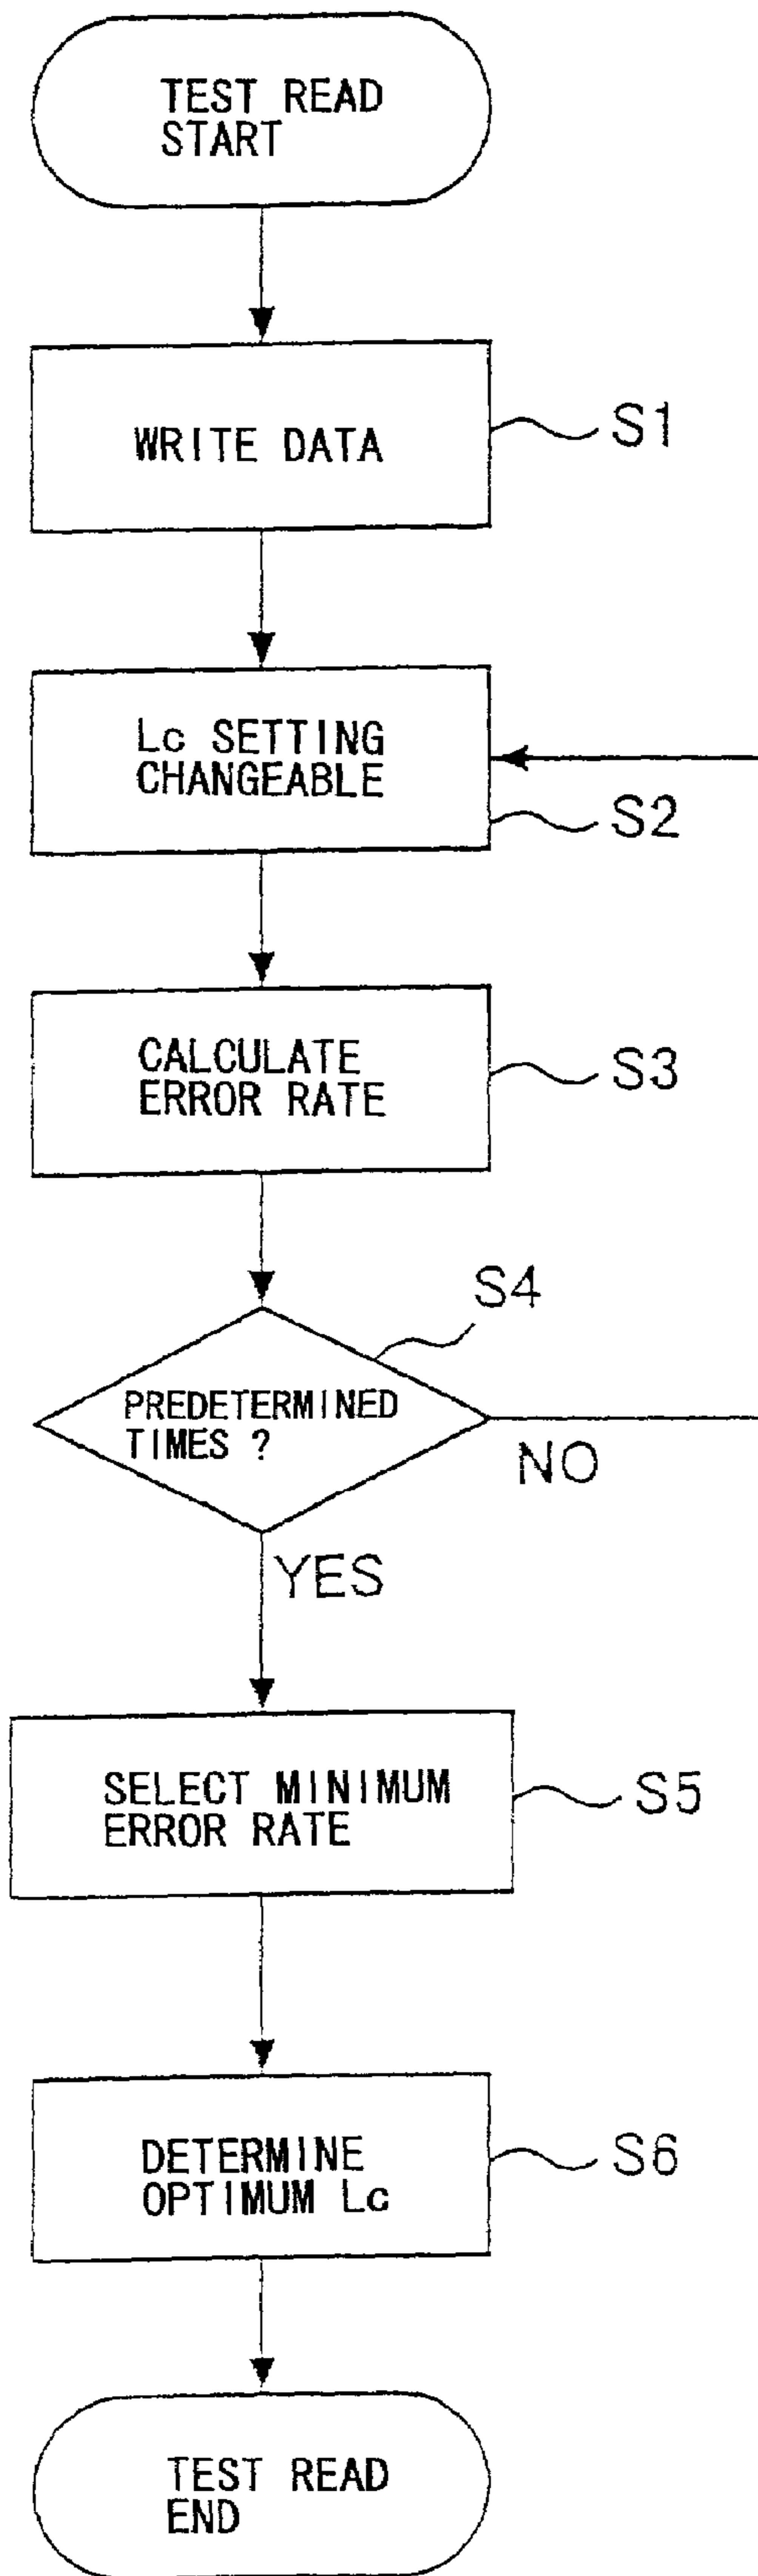 TEST READ
START
WRITE DATA
S1
Lc SETTING
CHANGEABLE
S2
CALCULATE
ERROR RATE
S3
S4
PREDETERMINED
TIMES ?
NO
YES
SELECT MINIMUM
ERROR RATE
S5
DETERMINE
OPTIMUM Lc
S6
TEST READ
END